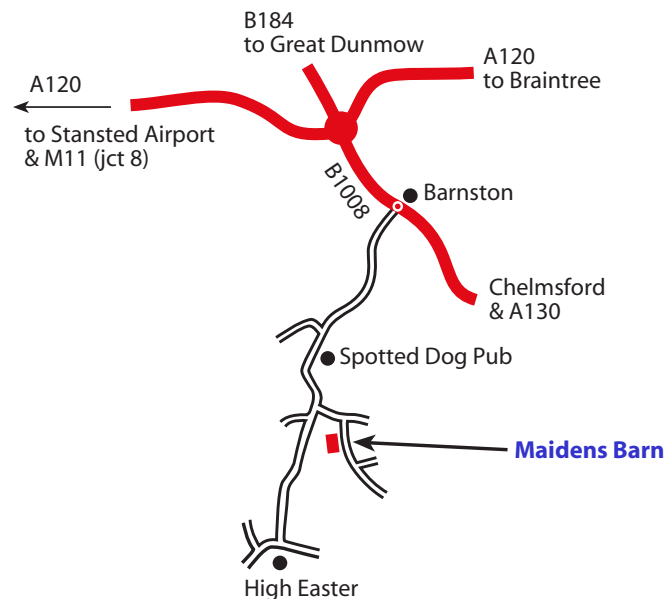 B184
to Great Dunmow
A120
to Braintree
A120
to Stansted Airport
& M11 (jct 8)
B1008
Barnston
Chelmsford
& A130
Spotted Dog Pub
Maidens Barn
High Easter